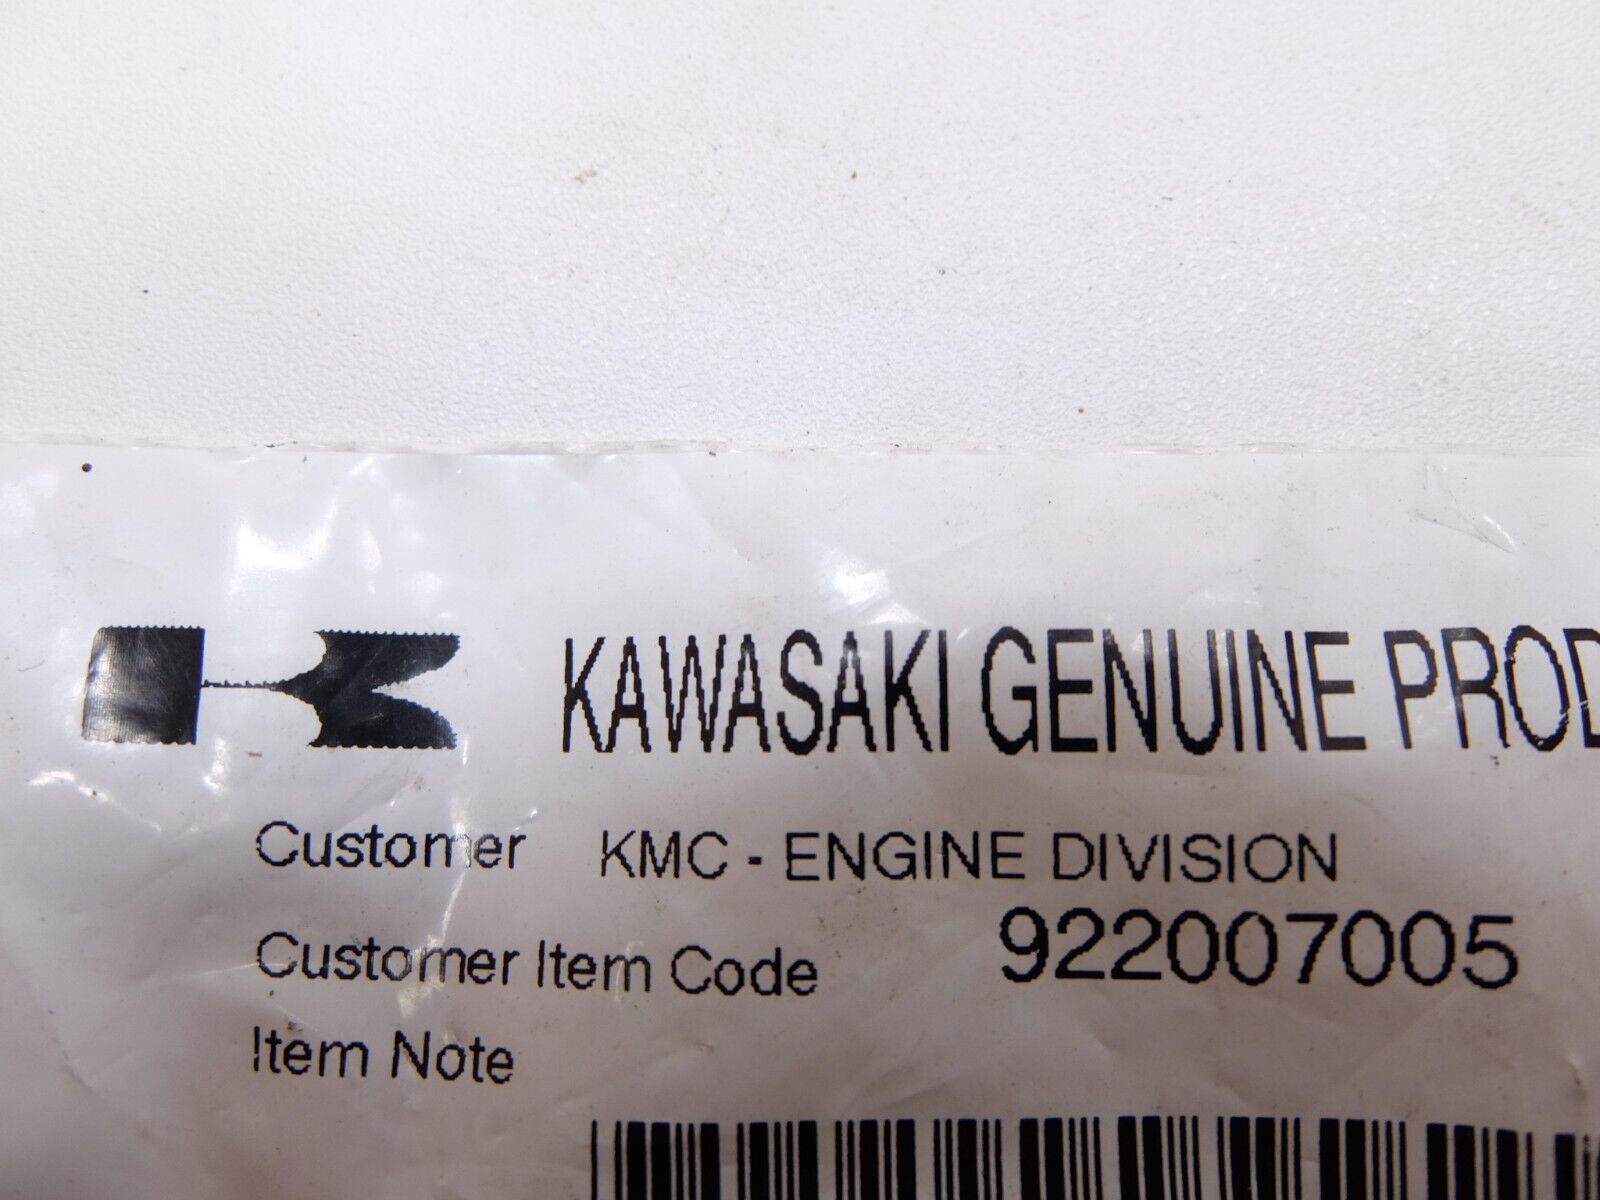 KAWASAKI GENUINE PROD
Customer KMC - ENGINE DIVISION
Customer Item Code 922007005
Item Note